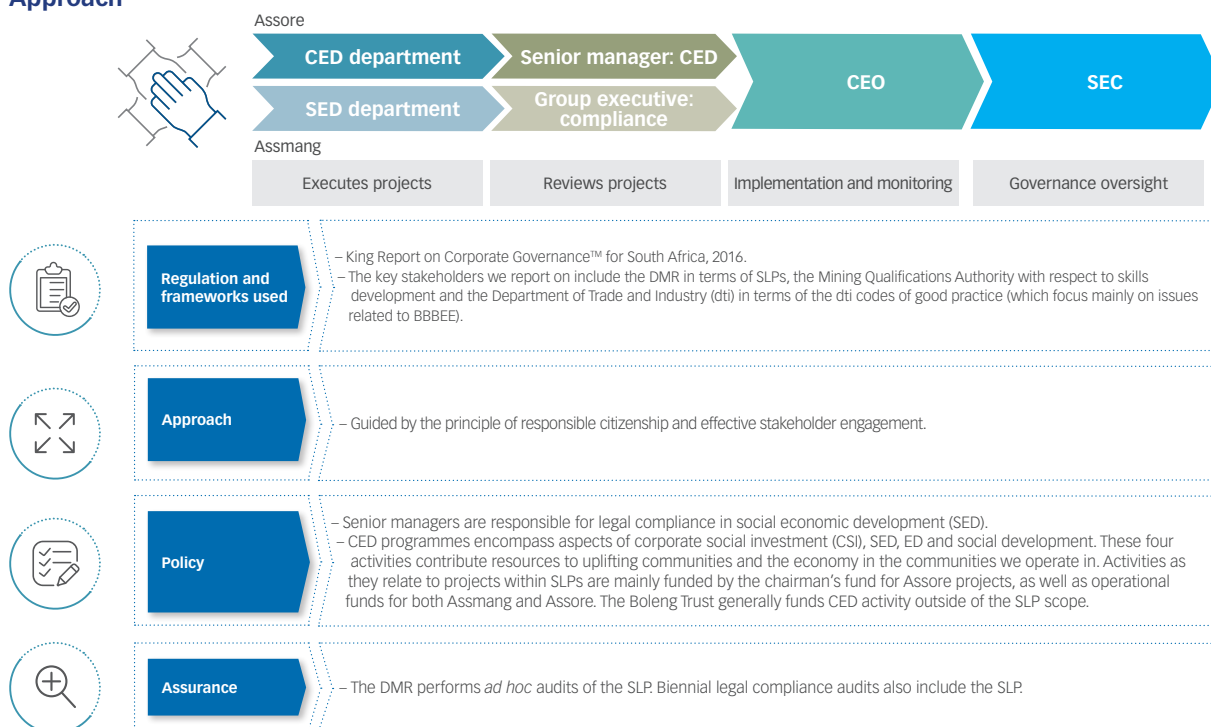 Approach
Assore
CED department
Senior manager: CED
CEO
SEC
SED department
Group executive:
compliance
Assmang
Executes projects
Reviews projects
Implementation and monitoring
Governance oversight
Regulation and
frameworks used
– King Report on Corporate Governance™ for South Africa, 2016.
– The key stakeholders we report on include the DMR in terms of SLPs, the Mining Qualifications Authority with respect to skills
development and the Department of Trade and Industry (dti) in terms of the dti codes of good practice (which focus mainly on issues
related to BBBEE).
Approach
– Guided by the principle of responsible citizenship and effective stakeholder engagement.
Policy
– Senior managers are responsible for legal compliance in social economic development (SED).
– CED programmes encompass aspects of corporate social investment (CSI), SED, ED and social development. These four
activities contribute resources to uplifting communities and the economy in the communities we operate in. Activities as
they relate to projects within SLPs are mainly funded by the chairman’s fund for Assore projects, as well as operational
funds for both Assmang and Assore. The Boleng Trust generally funds CED activity outside of the SLP scope.
Assurance
– The DMR performs ad hoc audits of the SLP. Biennial legal compliance audits also include the SLP.